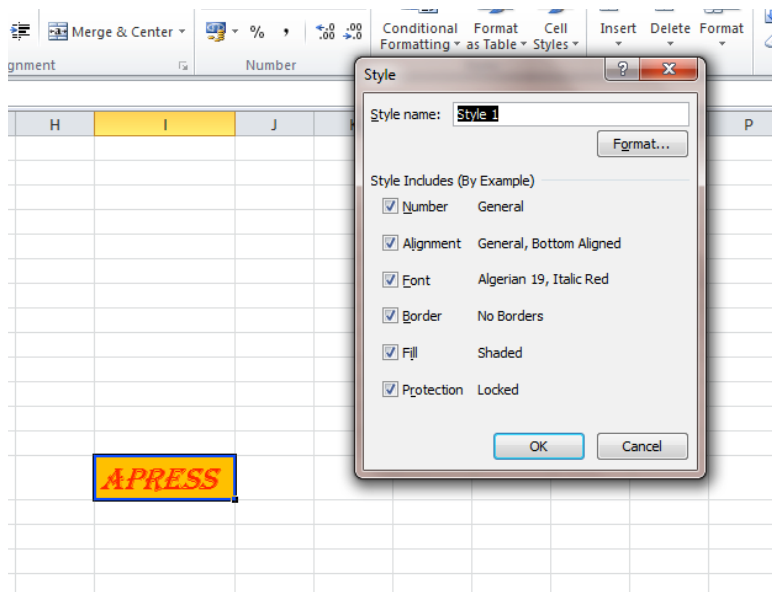 Merge & Center
% , .0 .00 .00 .0
Conditional Formatting
Format as Table
Cell Styles
Insert Delete Format
gnment
Number
Style
?
Style name: Style 1
Format...
H I J K P
Style Includes (By Example)
Number General
Alignment General, Bottom Aligned
Font Algerian 19, Italic Red
Border No Borders
Fill Shaded
Protection Locked
OK Cancel
APRESS